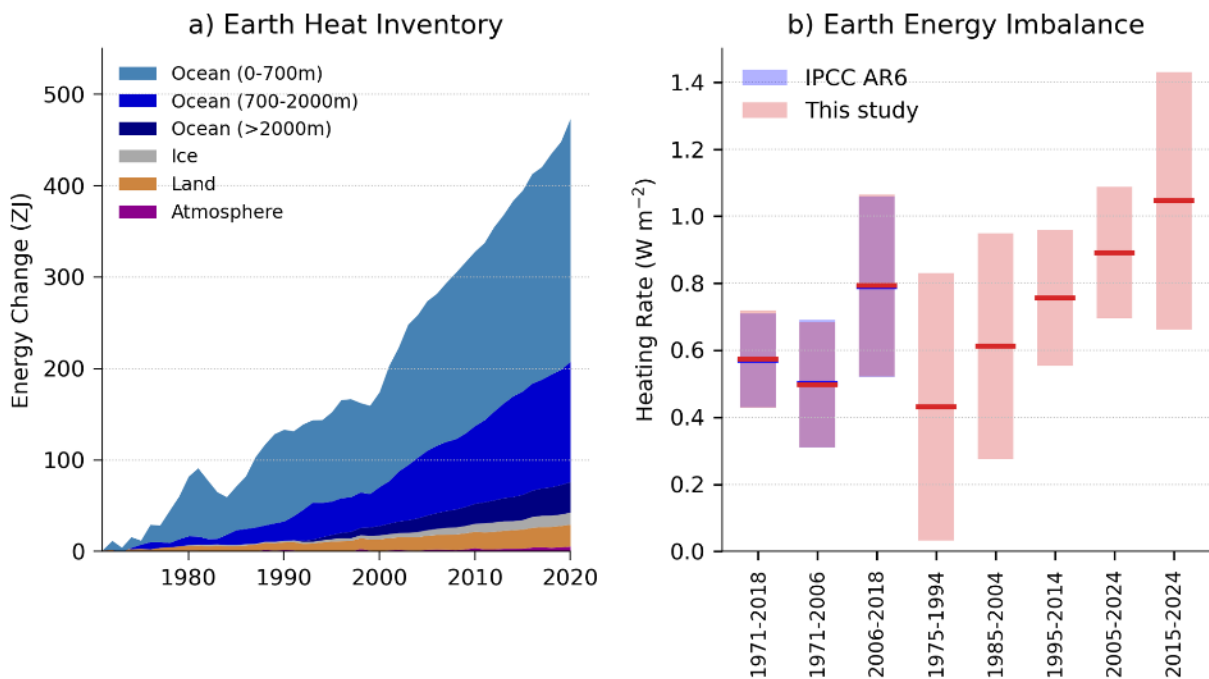 a) Earth Heat Inventory
Energy Change (ZJ)
500
400
300
200
100
0
Ocean (0-700m)
Ocean (700-2000m)
Ocean (>2000m)
Ice
Land
Atmosphere
1980
1990
2000
2010
2020
b) Earth Energy Imbalance
Heating Rate (W m⁻²)
1.4
1.2
1.0
0.8
0.6
0.4
0.2
0.0
IPCC AR6
This study
1971-2018
1971-2006
2006-2018
1975-1994
1985-2004
1995-2014
2005-2024
2015-2024